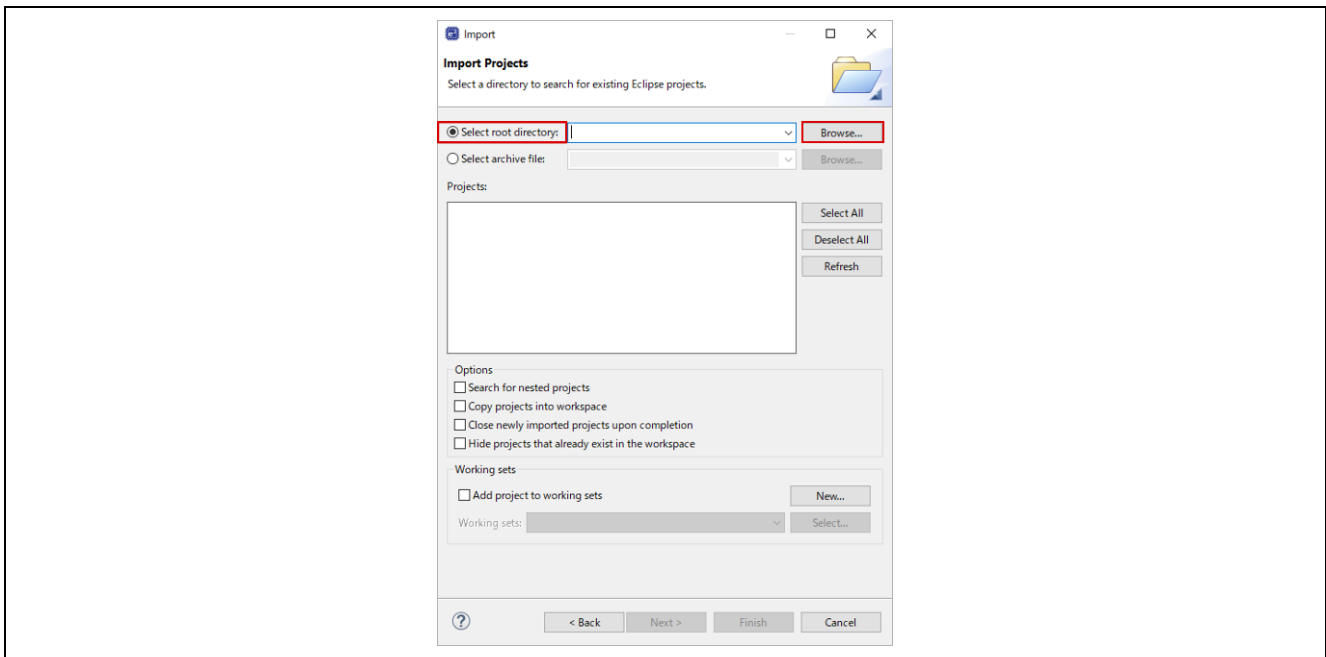 Import
Import Projects
Select a directory to search for existing Eclipse projects.
Select root directory: Browse...
Select archive file: Browse...
Projects:
Select All
Deselect All
Refresh
Options
Search for nested projects
Copy projects into workspace
Close newly imported projects upon completion
Hide projects that already exist in the workspace
Working sets
Add project to working sets New...
Working sets: Select...
? < Back Next > Finish Cancel